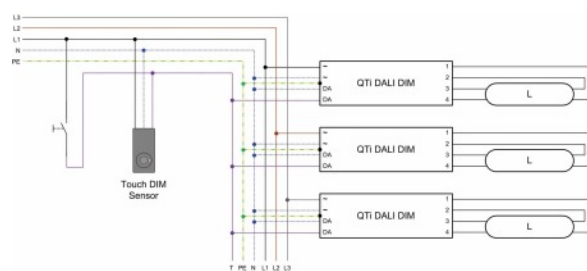 L3
L2
L1
N
PE
~
~
DA
DA
QTi DALI DIM
1
2
3
4
L
~
~
DA
DA
QTi DALI DIM
1
2
3
4
L
~
~
DA
DA
QTi DALI DIM
1
2
3
4
L
Touch DIM
Sensor
T PE N L1 L2 L3